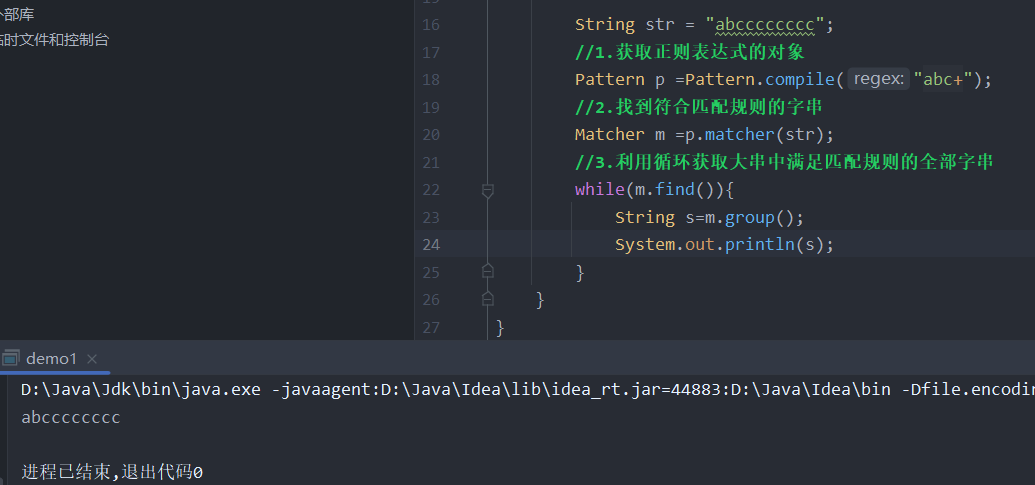 外部库
临时文件和控制台
15
16 String str = "abcccccccc";
17 //1.获取正则表达式的对象
18 Pattern p =Pattern.compile( regex: "abc+");
19 //2.找到符合匹配规则的字串
20 Matcher m =p.matcher(str);
21 //3.利用循环获取大串中满足匹配规则的全部字串
22 while(m.find()){
23 String s=m.group();
24 System.out.println(s);
25 }
26 }
27 }
demo1
D:\Java\Jdk\bin\java.exe -javaagent:D:\Java\Idea\lib\idea_rt.jar=44883:D:\Java\Idea\bin -Dfile.encodin
abcccccccc
进程已结束,退出代码0